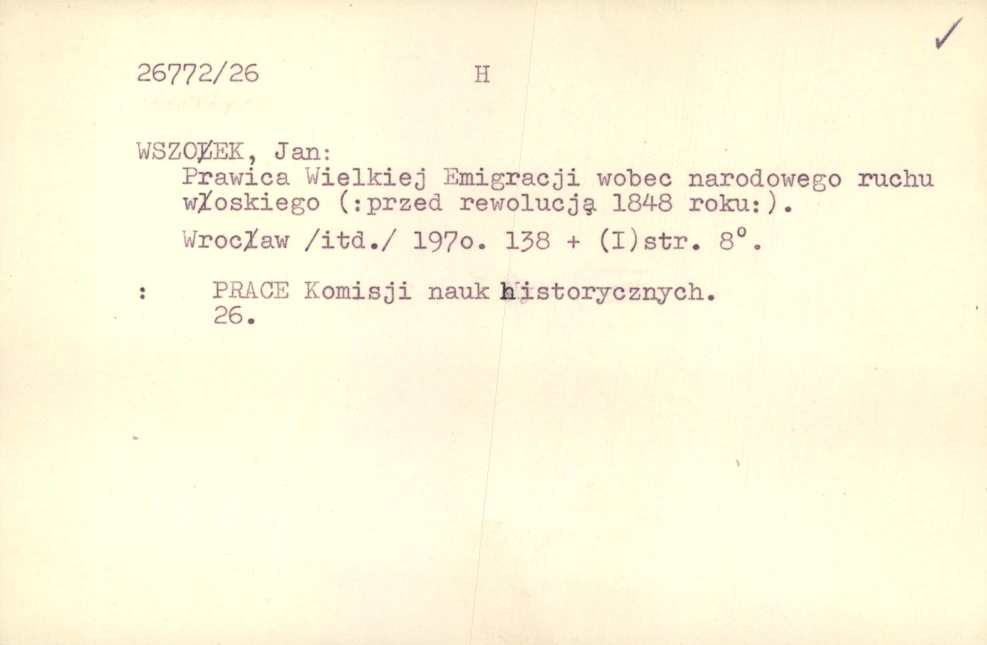 26772/26 H
WSZOŁEK, Jan:
Prawica Wielkiej Emigracji wobec narodowego ruchu
włoskiego (:przed rewolucją 1848 roku:).
Wrocław /itd./ 197o. 138 + (I)str. 8°.
: PRACE Komisji nauk historycznych.
26.